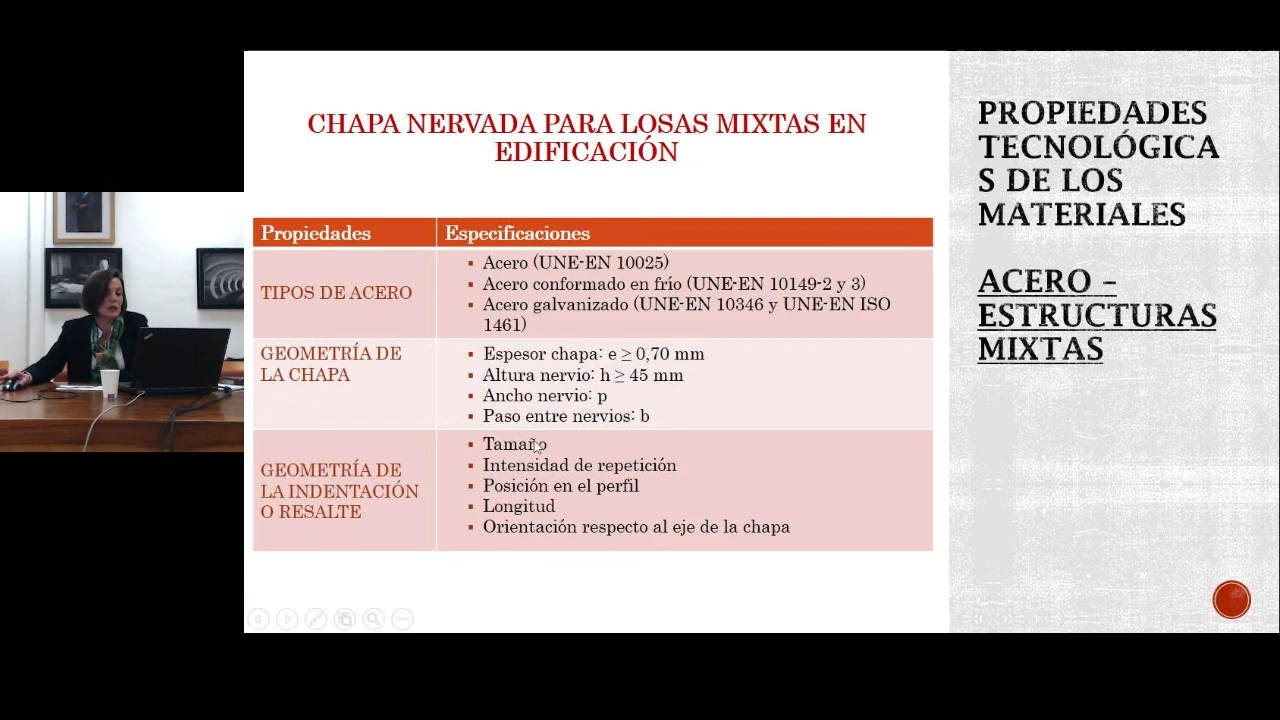 CHAPA NERVADA PARA LOSAS MIXTAS EN
EDIFICACIÓN
Propiedades
Especificaciones
TIPOS DE ACERO
▪ Acero (UNE-EN 10025)
▪ Acero conformado en frío (UNE-EN 10149-2 y 3)
▪ Acero galvanizado (UNE-EN 10346 y UNE-EN ISO
1461)
GEOMETRÍA DE
LA CHAPA
▪ Espesor chapa: e ≥ 0,70 mm
▪ Altura nervio: h ≥ 45 mm
▪ Ancho nervio: p
▪ Paso entre nervios: b
GEOMETRÍA DE
LA INDENTACIÓN
O RESALTE
▪ Tamaño
▪ Intensidad de repetición
▪ Posición en el perfil
▪ Longitud
▪ Orientación respecto al eje de la chapa
PROPIEDADES
TECNOLÓGICA
S DE LOS
MATERIALES
ACERO –
ESTRUCTURAS
MIXTAS